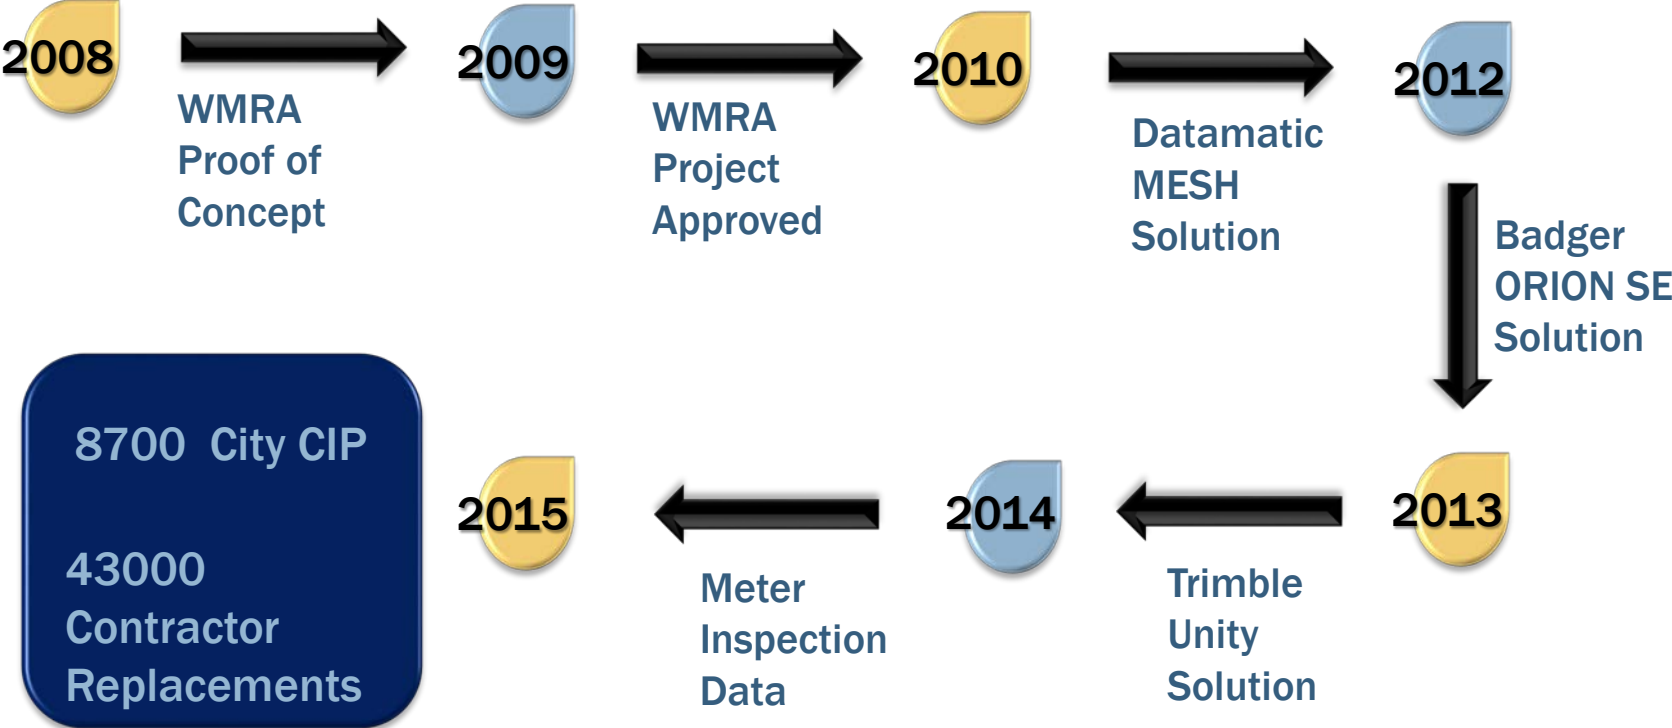 2008
WMRA
Proof of
Concept
2009
WMRA
Project
Approved
2010
Datamatic
MESH
Solution
2012
Badger
ORION SE
Solution
2013
Trimble
Unity
Solution
2014
Meter
Inspection
Data
2015
8700 City CIP
43000
Contractor
Replacements